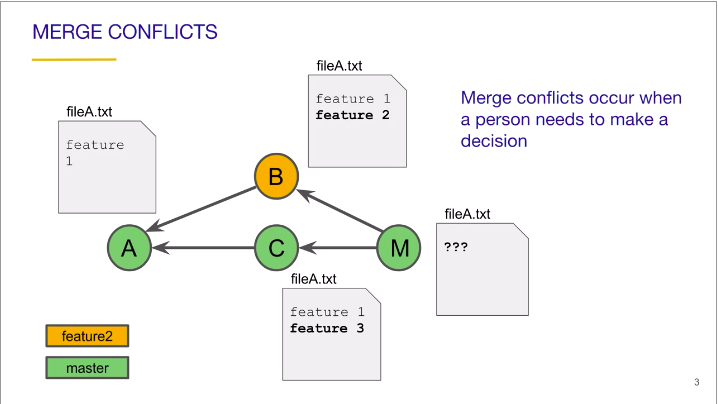 MERGE CONFLICTS
fileA.txt
feature 1
feature 2
Merge conflicts occur when
a person needs to make a
decision
fileA.txt
feature
1
B
fileA.txt
???
A
C
M
fileA.txt
feature 1
feature 3
feature2
master
3